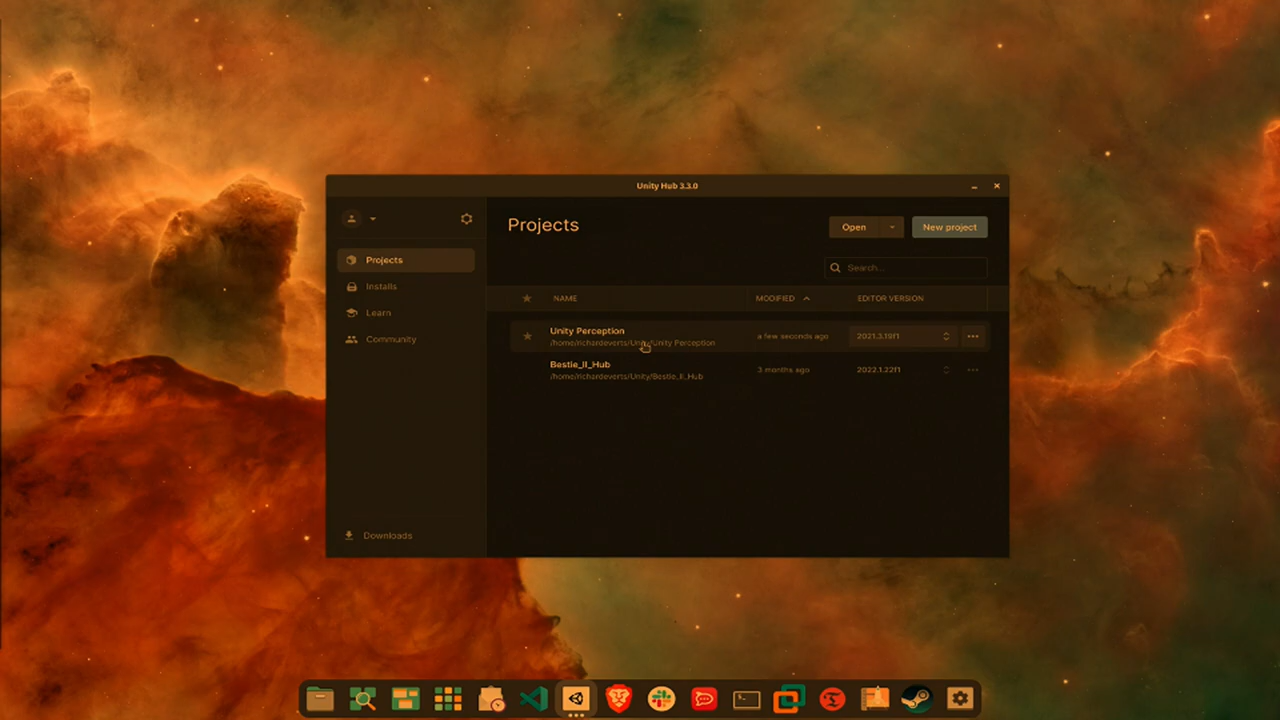 Unity Hub 3.3.0
Projects
Open
New project
Projects
Installs
Learn
Community
Downloads
Search...
NAME
MODIFIED
EDITOR VERSION
Unity Perception
/home/richardeverts/Unity/Unity Perception
a few seconds ago
2021.3.19f1
Bestie_II_Hub
/home/richardeverts/Unity/Bestie_II_Hub
3 months ago
2022.1.22f1